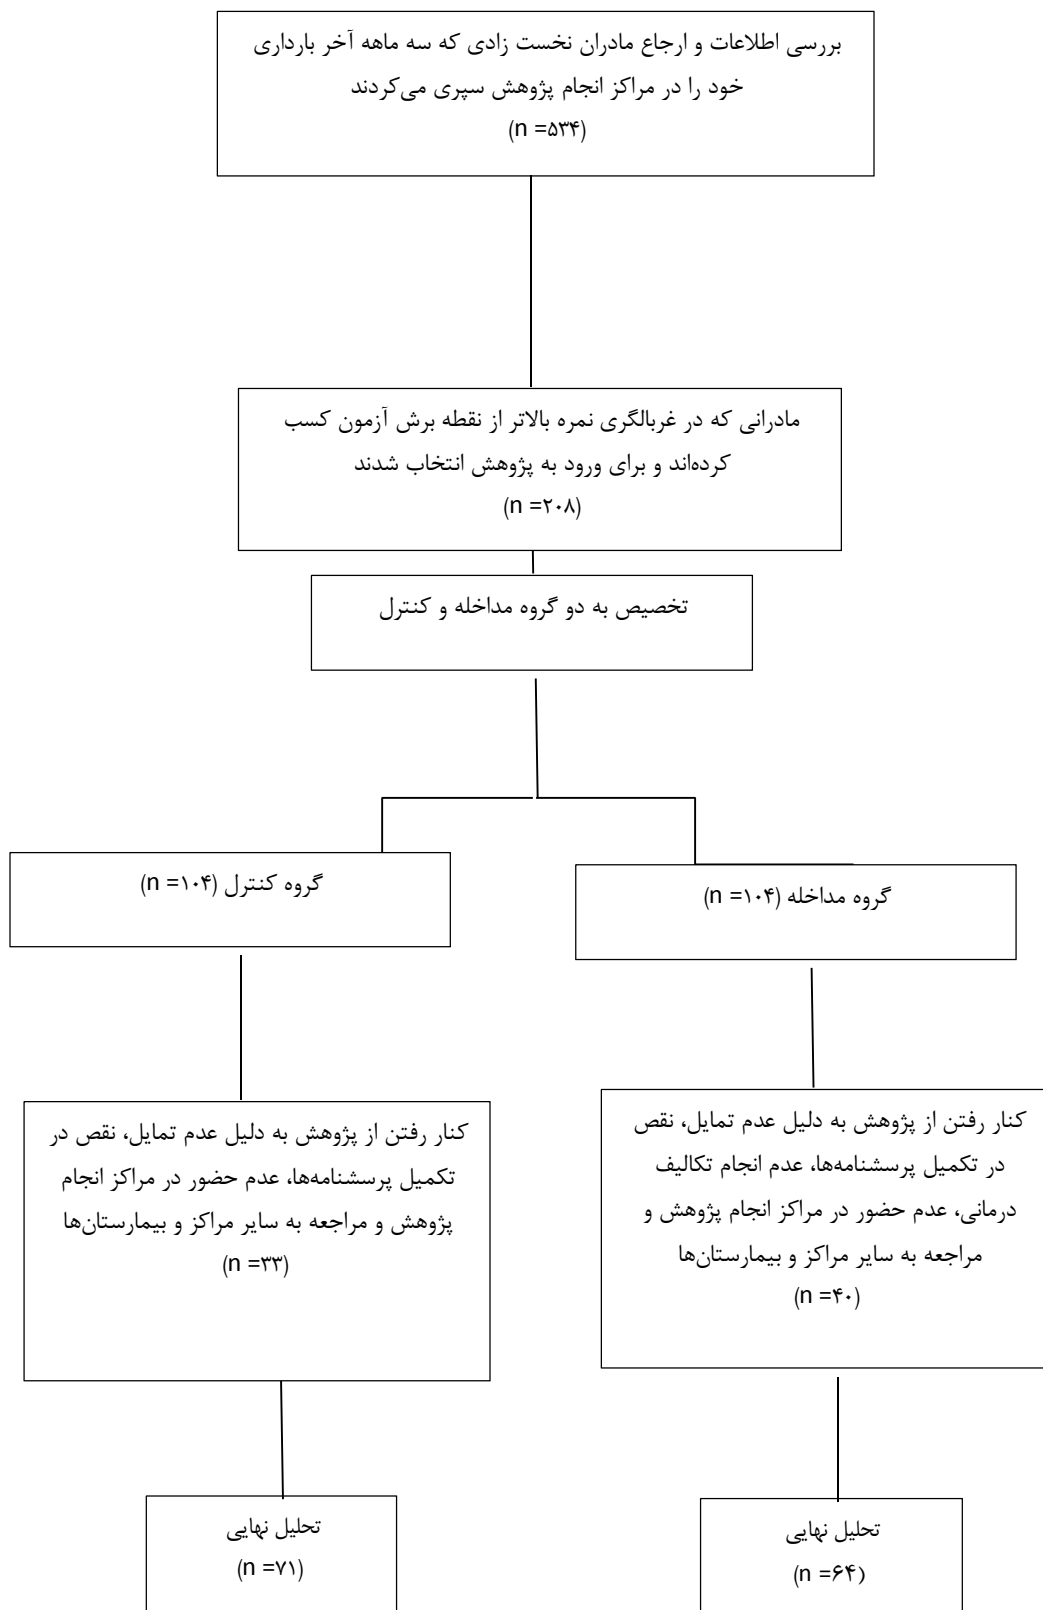 بررسی اطلاعات و ارجاع مادران نخست زادی که سه ماهه آخر بارداری
خود را در مراکز انجام پژوهش سپری می‌کردند
(n =۵۳۴)
مادرانی که در غربالگری نمره بالاتر از نقطه برش آزمون کسب
کرده‌اند و برای ورود به پژوهش انتخاب شدند
(n =۲۰۸)
تخصیص به دو گروه مداخله و کنترل
گروه مداخله (n =۱۰۴)
گروه کنترل (n =۱۰۴)
کنار رفتن از پژوهش به دلیل عدم تمایل، نقص
در تکمیل پرسشنامه‌ها، عدم انجام تکالیف
درمانی، عدم حضور در مراکز انجام پژوهش و
مراجعه به سایر مراکز و بیمارستان‌ها
(n =۴۰)
کنار رفتن از پژوهش به دلیل عدم تمایل، نقص در
تکمیل پرسشنامه‌ها، عدم حضور در مراکز انجام
پژوهش و مراجعه به سایر مراکز و بیمارستان‌ها
(n =۳۳)
تحلیل نهایی
(n =۶۴)
تحلیل نهایی
(n =۷۱)